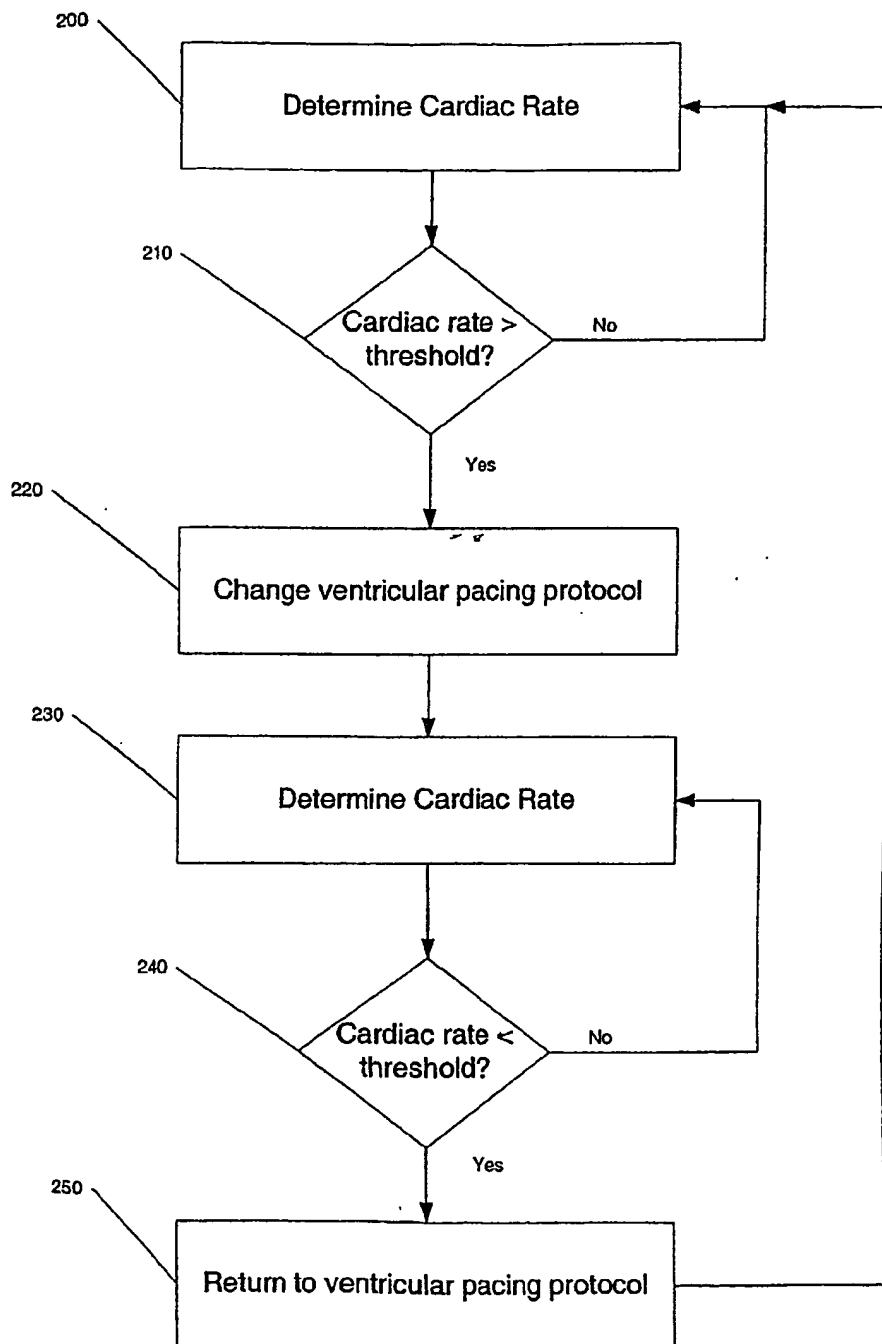 200
Determine Cardiac Rate
210
Cardiac rate >
threshold?
No
Yes
220
Change ventricular pacing protocol
230
Determine Cardiac Rate
240
Cardiac rate <
threshold?
No
Yes
250
Return to ventricular pacing protocol